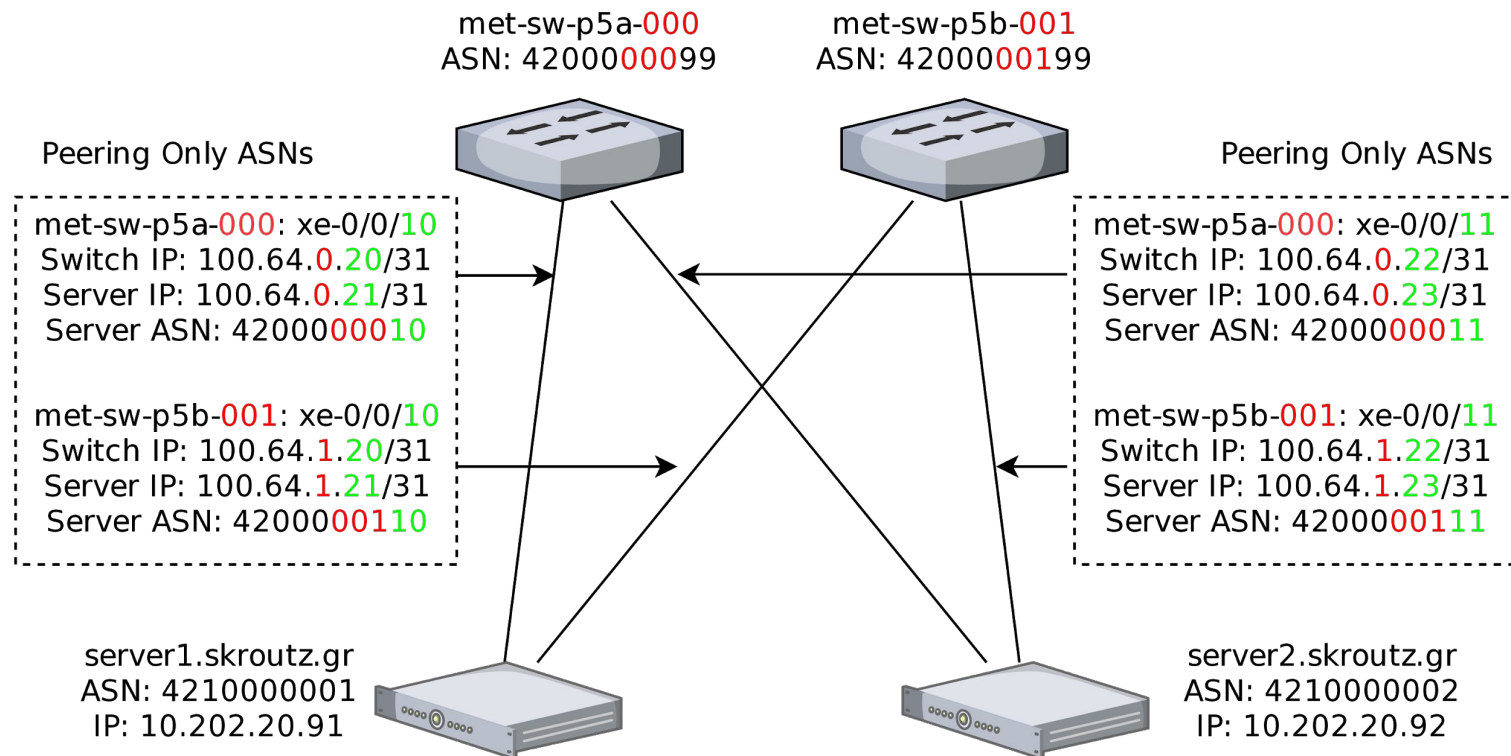 met-sw-p5a-000
ASN: 4200000099
met-sw-p5b-001
ASN: 4200000199
Peering Only ASNs
met-sw-p5a-000: xe-0/0/10
Switch IP: 100.64.0.20/31
Server IP: 100.64.0.21/31
Server ASN: 4200000010
met-sw-p5b-001: xe-0/0/10
Switch IP: 100.64.1.20/31
Server IP: 100.64.1.21/31
Server ASN: 4200000110
Peering Only ASNs
met-sw-p5a-000: xe-0/0/11
Switch IP: 100.64.0.22/31
Server IP: 100.64.0.23/31
Server ASN: 4200000011
met-sw-p5b-001: xe-0/0/11
Switch IP: 100.64.1.22/31
Server IP: 100.64.1.23/31
Server ASN: 4200000111
server1.skroutz.gr
ASN: 4210000001
IP: 10.202.20.91
server2.skroutz.gr
ASN: 4210000002
IP: 10.202.20.92